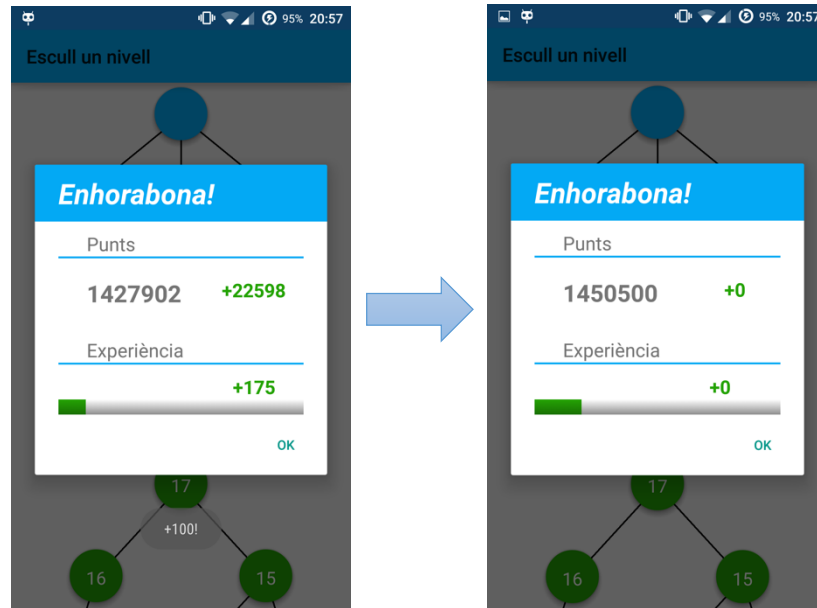 95% 20:57
Escull un nivell
Enhorabona!
Punts
1427902 +22598
Experiència
+175
OK
17
+100!
16 15
95% 20:57
Escull un nivell
Enhorabona!
Punts
1450500 +0
Experiència
+0
OK
17
16 15